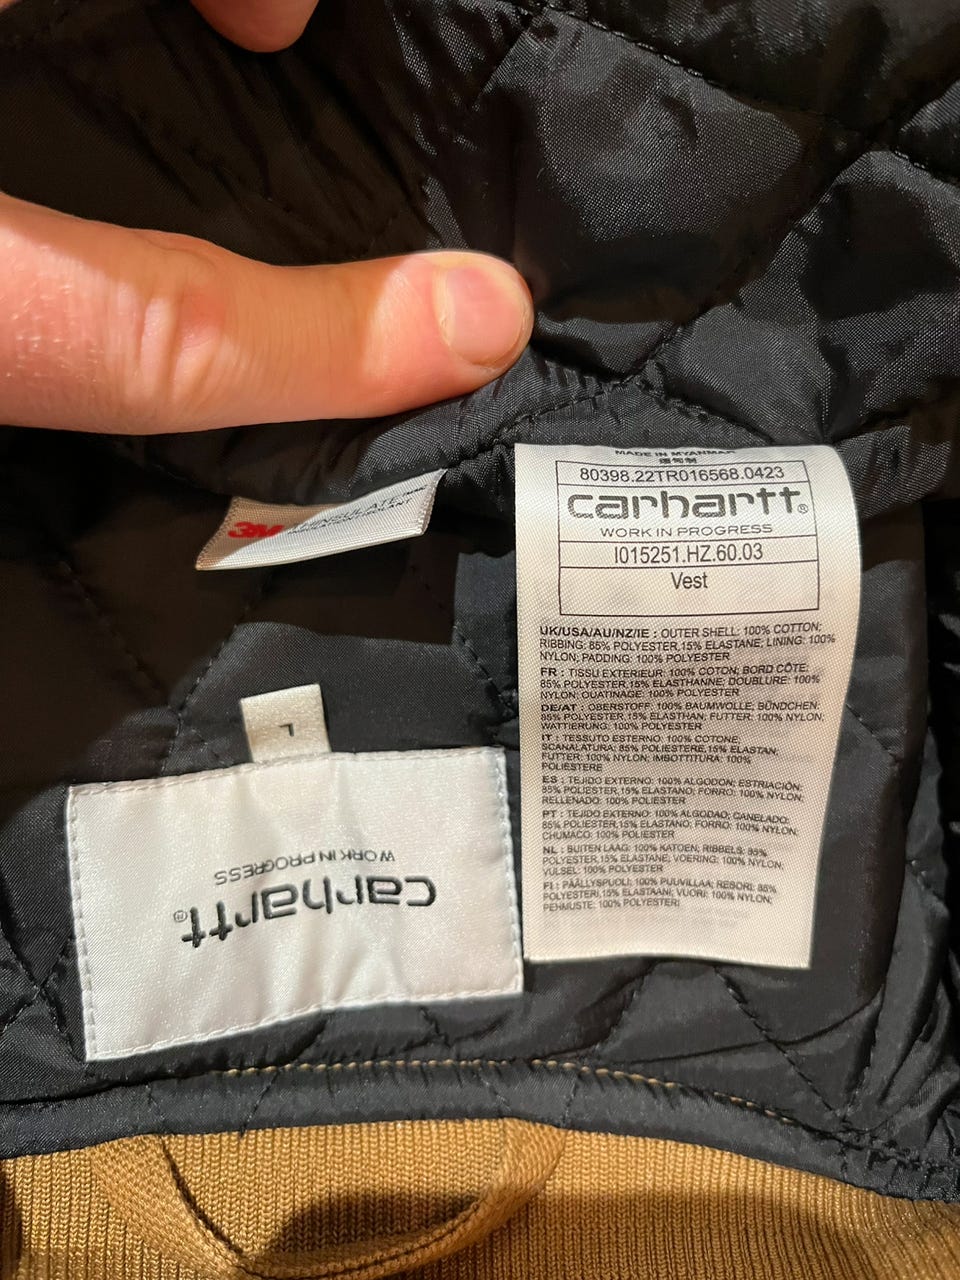 MADE IN MYANMAR
缅甸制
80398.22TR016568.0423
carhartt®
WORK IN PROGRESS
I015251.HZ.60.03
Vest
UK/USA/AU/NZ/IE : OUTER SHELL: 100% COTTON;
RIBBING: 85% POLYESTER,15% ELASTANE; LINING: 100%
NYLON; PADDING: 100% POLYESTER
FR : TISSU EXTERIEUR: 100% COTON; BORD CÔTE:
85% POLYESTER,15% ELASTHANNE; DOUBLURE: 100%
NYLON; OUATINAGE: 100% POLYESTER
DE/AT : OBERSTOFF: 100% BAUMWOLLE; BÜNDCHEN:
85% POLYESTER,15% ELASTHAN; FUTTER: 100% NYLON;
WATTIERUNG: 100% POLYESTER
IT : TESSUTO ESTERNO: 100% COTONE;
SCANALATURA: 85% POLIESTERE,15% ELASTAN;
FUTTER: 100% NYLON; IMBOTTITURA: 100%
POLIESTERE
ES : TEJIDO EXTERNO: 100% ALGODON; ESTRIACIÓN:
85% POLIESTER,15% ELASTANO; FORRO: 100% NYLON;
RELLENADO: 100% POLIESTER
PT : TEJIDO EXTERNO: 100% ALGODAO; CANELADO:
85% POLIESTER,15% ELASTANO; FORRO: 100% NYLON;
CHUMACO: 100% POLIESTER
NL : BUITEN LAAG: 100% KATOEN; RIBBELS: 85%
POLYESTER,15% ELASTANE; VOERING: 100% NYLON;
VULSEL: 100% POLYESTER
FI : PÄÄLLYSPUOLI: 100% PUUVILLAA; RESORI: 85%
POLYESTERI,15% ELASTAANI; VUORI: 100% NYLON;
PEHMUSTE: 100% POLYESTERI
3M THINSULATE™
L
carhartt®
WORK IN PROGRESS